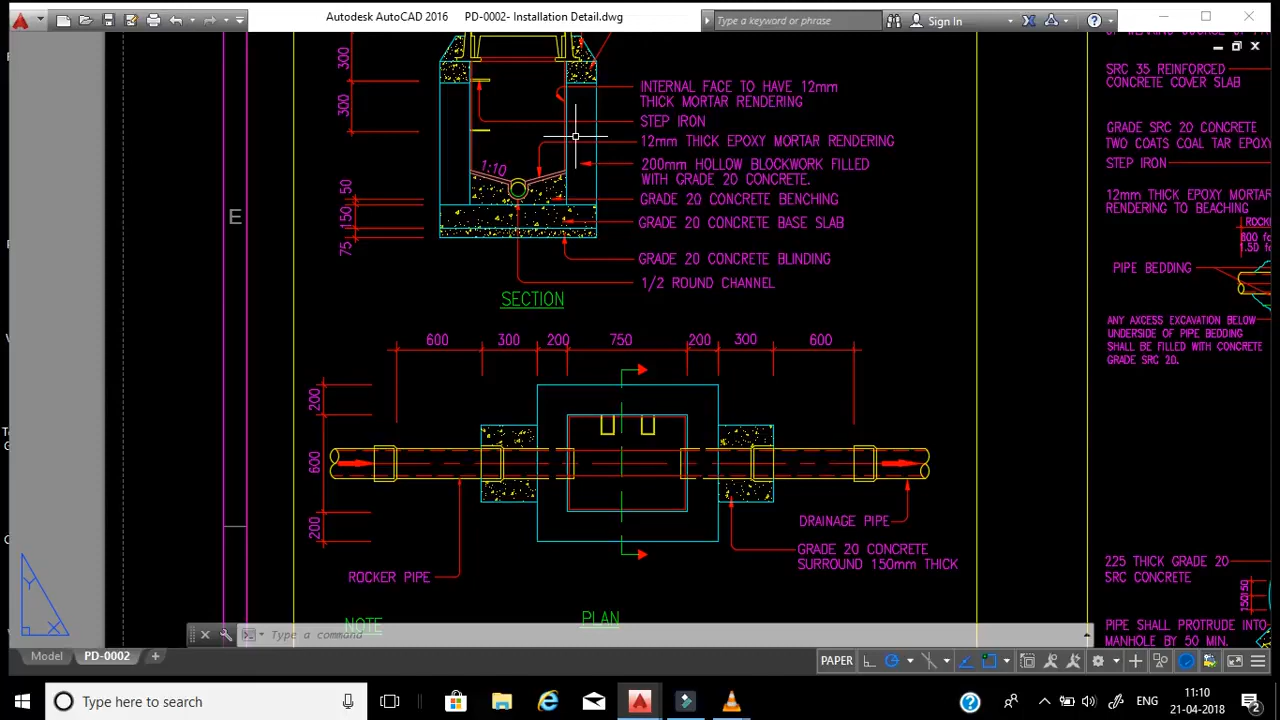 Autodesk AutoCAD 2016 PD-0002- Installation Detail.dwg
Type a keyword or phrase
Sign In
SRC 35 REINFORCED
CONCRETE COVER SLAB
300
300
INTERNAL FACE TO HAVE 12mm
THICK MORTAR RENDERING
STEP IRON
12mm THICK EPOXY MORTAR RENDERING
200mm HOLLOW BLOCKWORK FILLED
WITH GRADE 20 CONCRETE.
GRADE 20 CONCRETE BENCHING
GRADE 20 CONCRETE BASE SLAB
GRADE 20 CONCRETE BLINDING
1/2 ROUND CHANNEL
1:10
50
150
75
E
SECTION
GRADE SRC 20 CONCRETE
TWO COATS COAL TAR EPOXY
STEP IRON
12mm THICK EPOXY MORTAR
RENDERING TO BEACHING
ROCK
PIPE BEDDING
ANY AXCESS EXCAVATION BELOW
UNDERSIDE OF PIPE BEDDING
SHALL BE FILLED WITH CONCRETE
GRADE SRC 20.
600 300 200 750 200 300 600
200
600
200
DRAINAGE PIPE
GRADE 20 CONCRETE
SURROUND 150mm THICK
ROCKER PIPE
NOTE
PLAN
225 THICK GRADE 20
SRC CONCRETE
150 150
PIPE SHALL PROTRUDE INTO
MANHOLE BY 50 MIN.
Y
X
Type a command
Model PD-0002 +
PAPER
Type here to search
ENG
11:10
21-04-2018
2